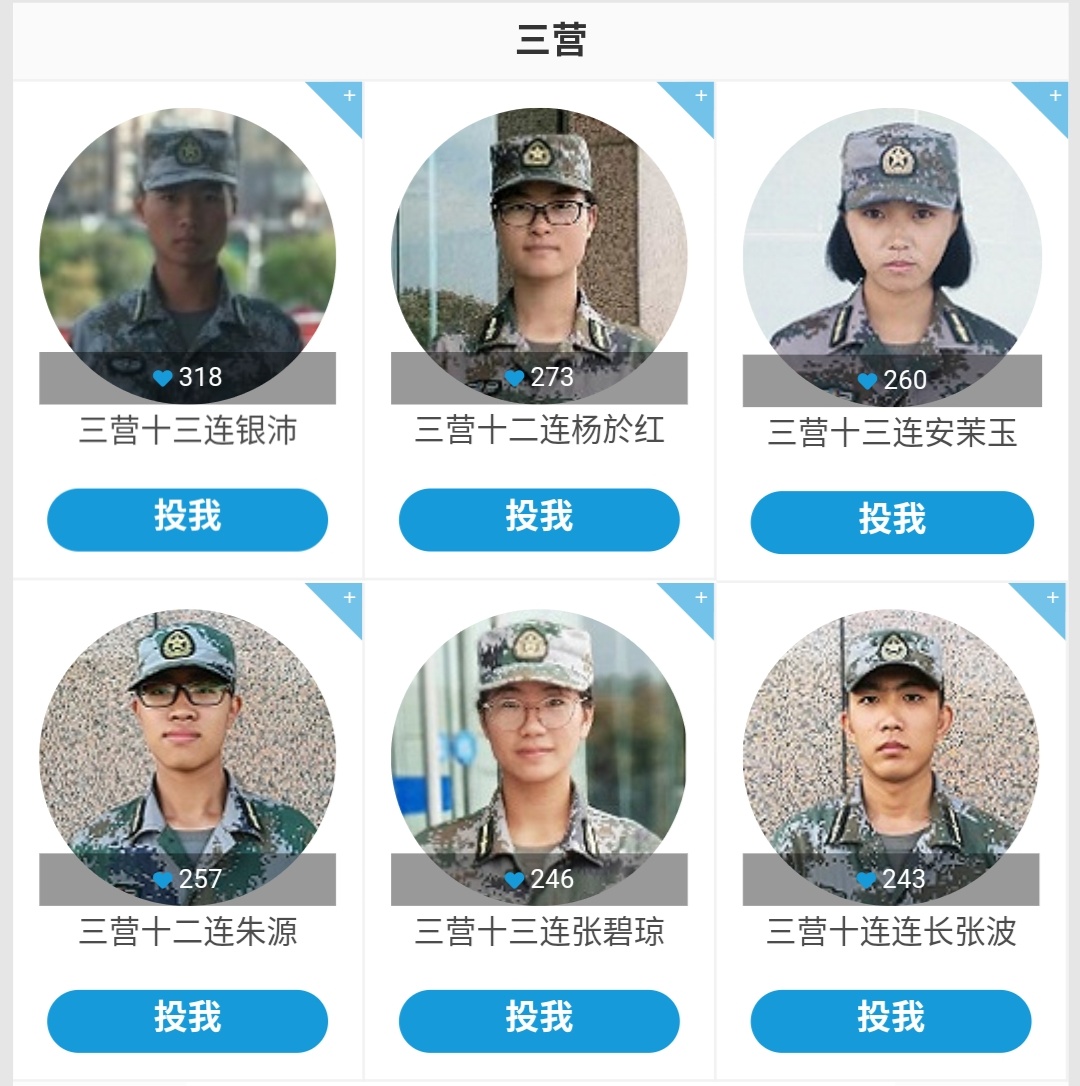 三营
+
+
+
318
273
260
三营十三连银沛
三营十二连杨於红
三营十三连安茉玉
投我
投我
投我
+
+
+
257
246
243
三营十二连朱源
三营十三连张碧琼
三营十连连长张波
投我
投我
投我